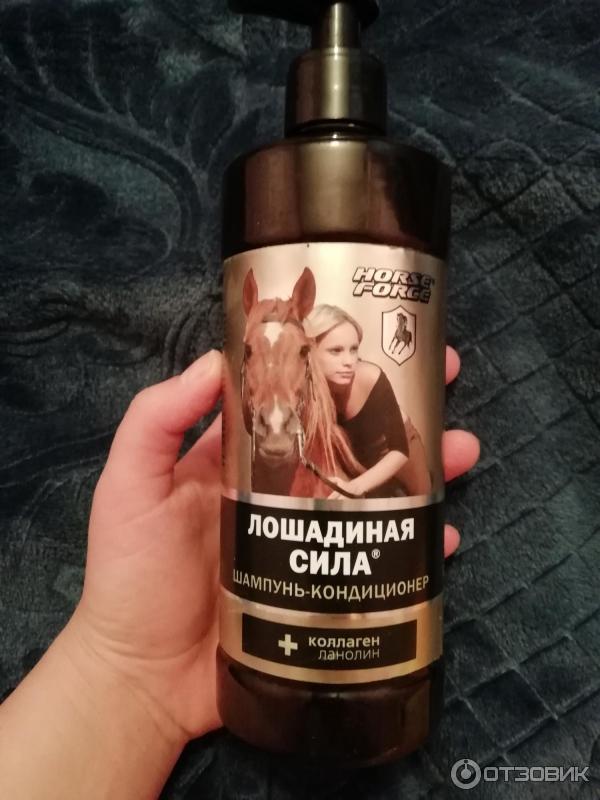 HORSE®
FORCE
ЛОШАДИНАЯ
СИЛА®
ШАМПУНЬ-КОНДИЦИОНЕР
+ коллаген
ланолин
ОТЗОВИК